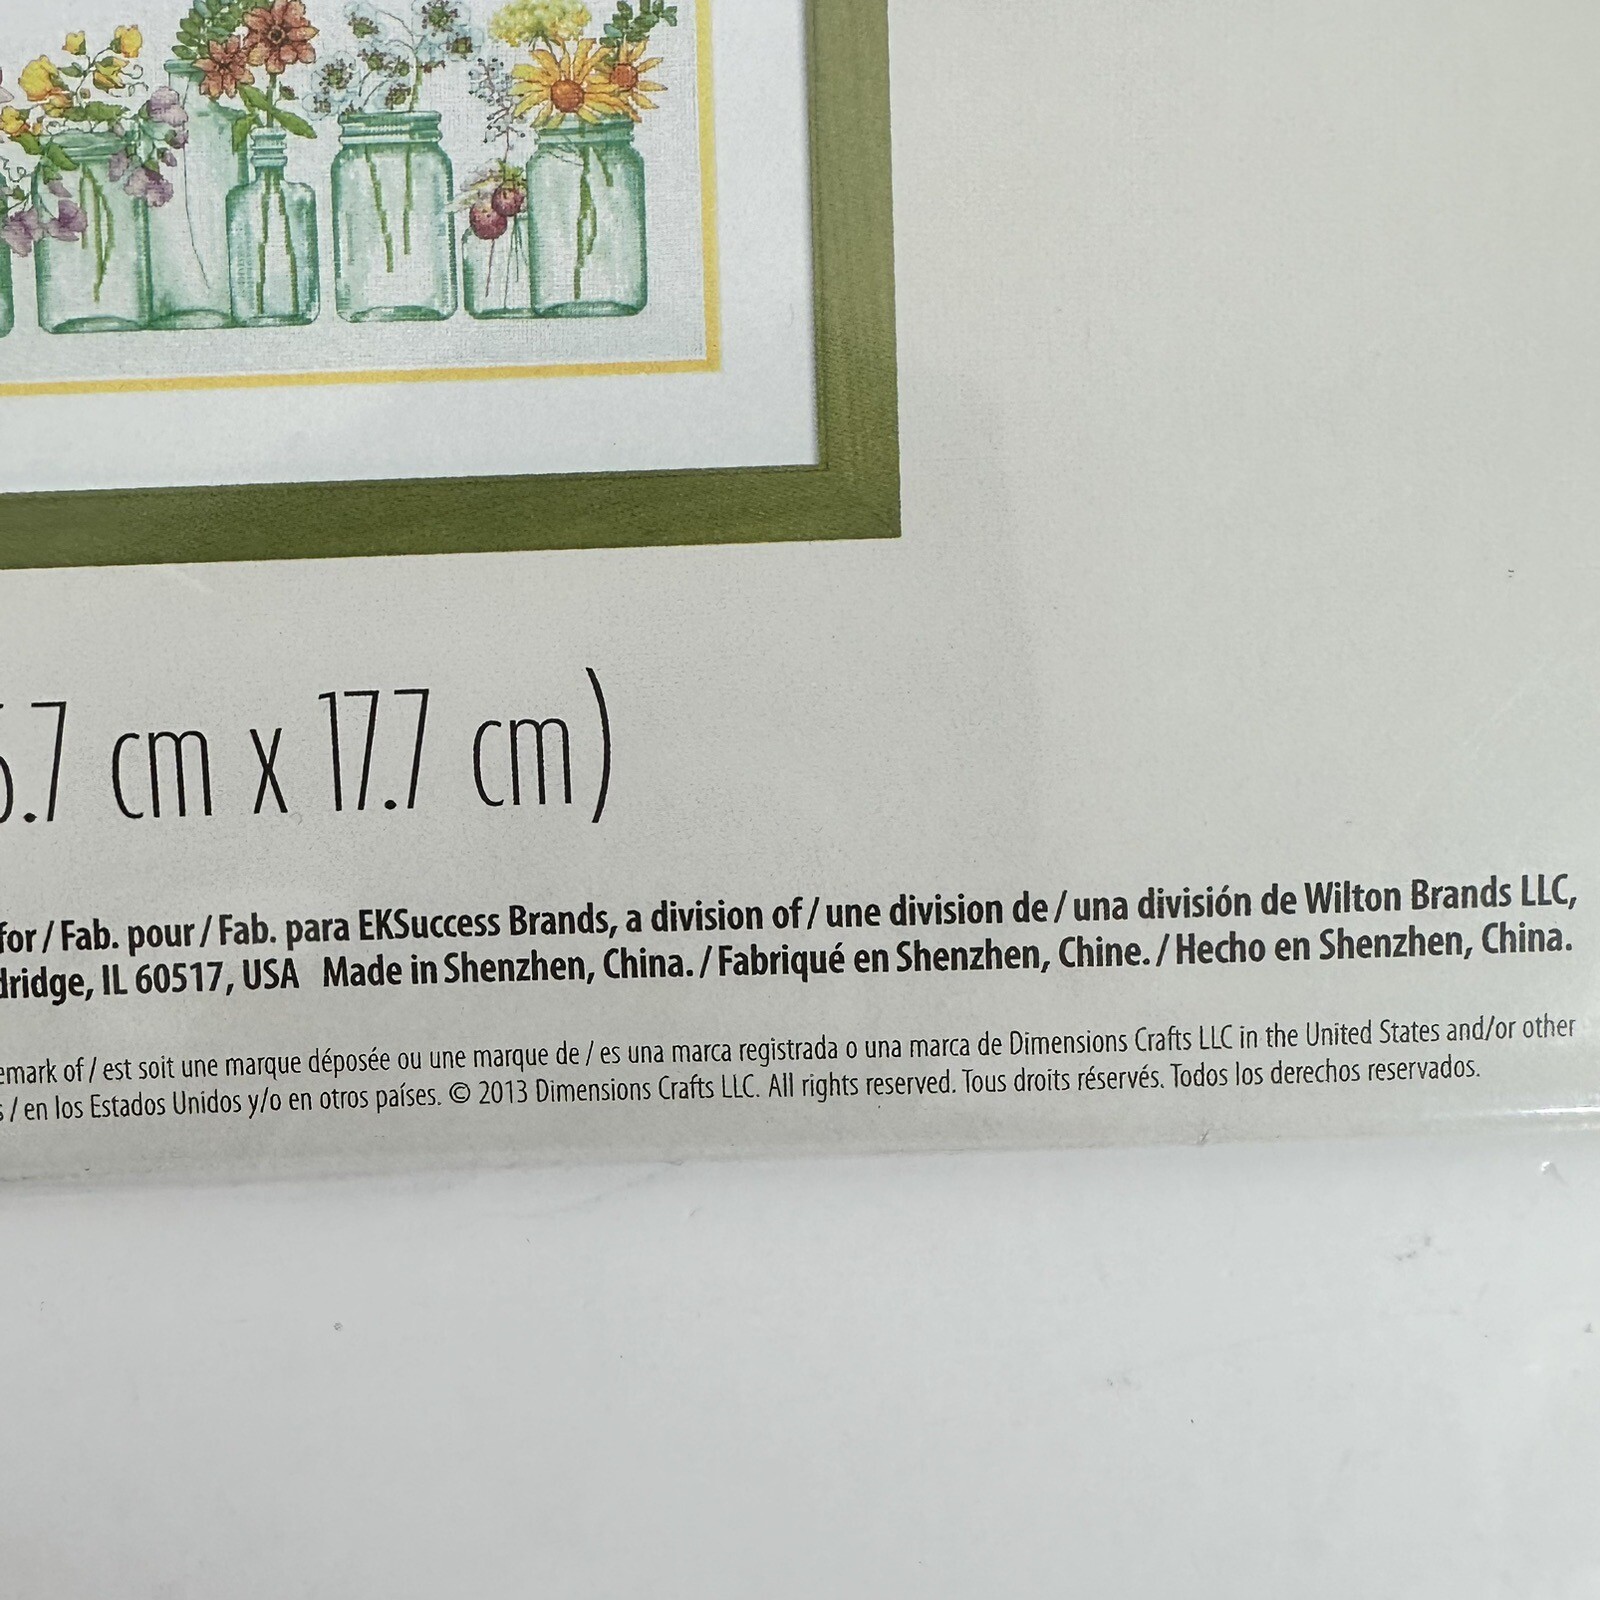 .7 cm x 17.7 cm)
for / Fab. pour / Fab. para EKSuccess Brands, a division of / une division de / una división de Wilton Brands LLC,
IL 60517, USA Made in Shenzhen, China. / Fabriqué en Shenzhen, Chine. / Hecho en Shenzhen, China.
of / est soit une marque déposée ou une marque de / es una marca registrada o una marca de Dimensions Crafts LLC in the United States and/or other
/ en los Estados Unidos y/o en otros países. © 2013 Dimensions Crafts LLC. All rights reserved. Tous droits réservés. Todos los derechos reservados.